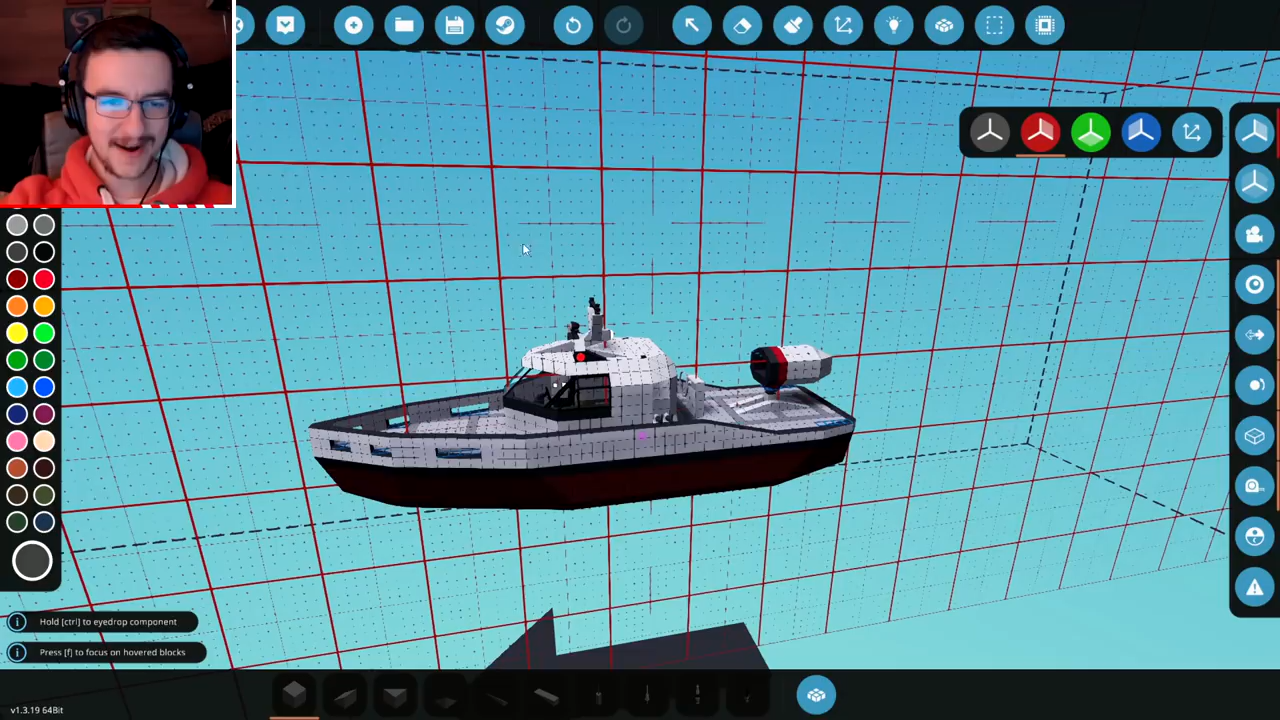 Hold [ctrl] to eyedrop component
Press [f] to focus on hovered blocks
v1.3.19 64Bit